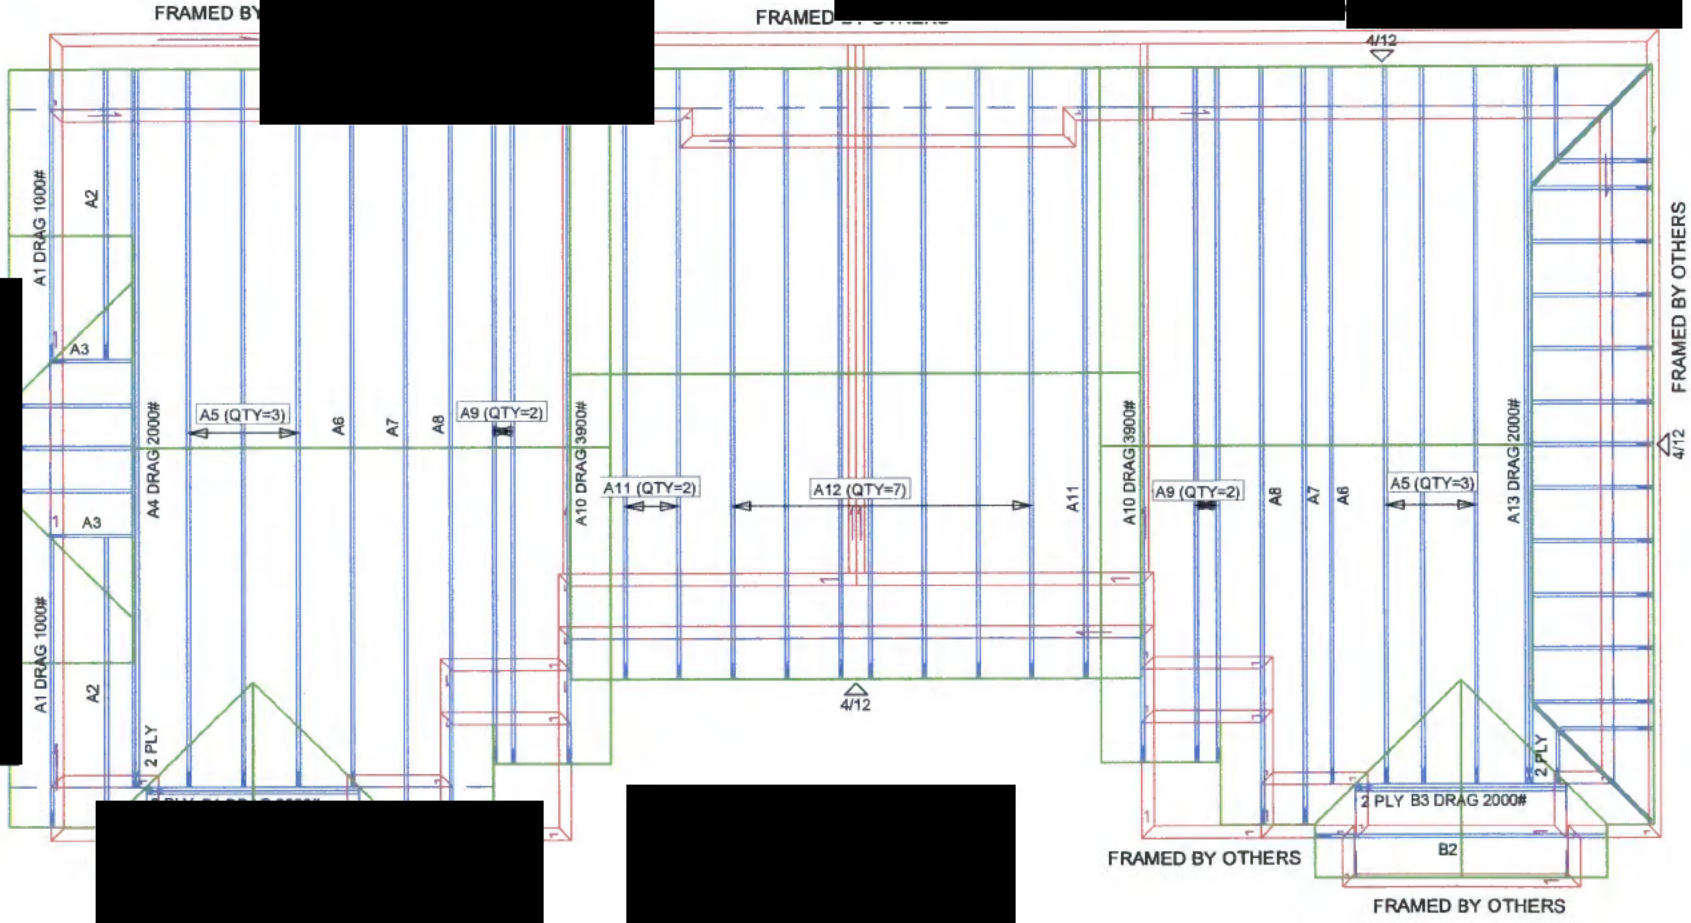 FRAMED BY
FRAMED
4/12
A1 DRAG 1000#
A2
A3
A4 DRAG 2000#
A5 (QTY=3)
A6
A7
A8
A9 (QTY=2)
A10 DRAG 3900#
A11 (QTY=2)
A12 (QTY=7)
A11
A10 DRAG 3900#
A9 (QTY=2)
A8
A7
A6
A5 (QTY=3)
A13 DRAG 2000#
4/12
FRAMED BY OTHERS
A3
A1 DRAG 1000#
A2
2 PLY
4/12
2 PLY
2 PLY B3 DRAG 2000#
B2
FRAMED BY OTHERS
FRAMED BY OTHERS